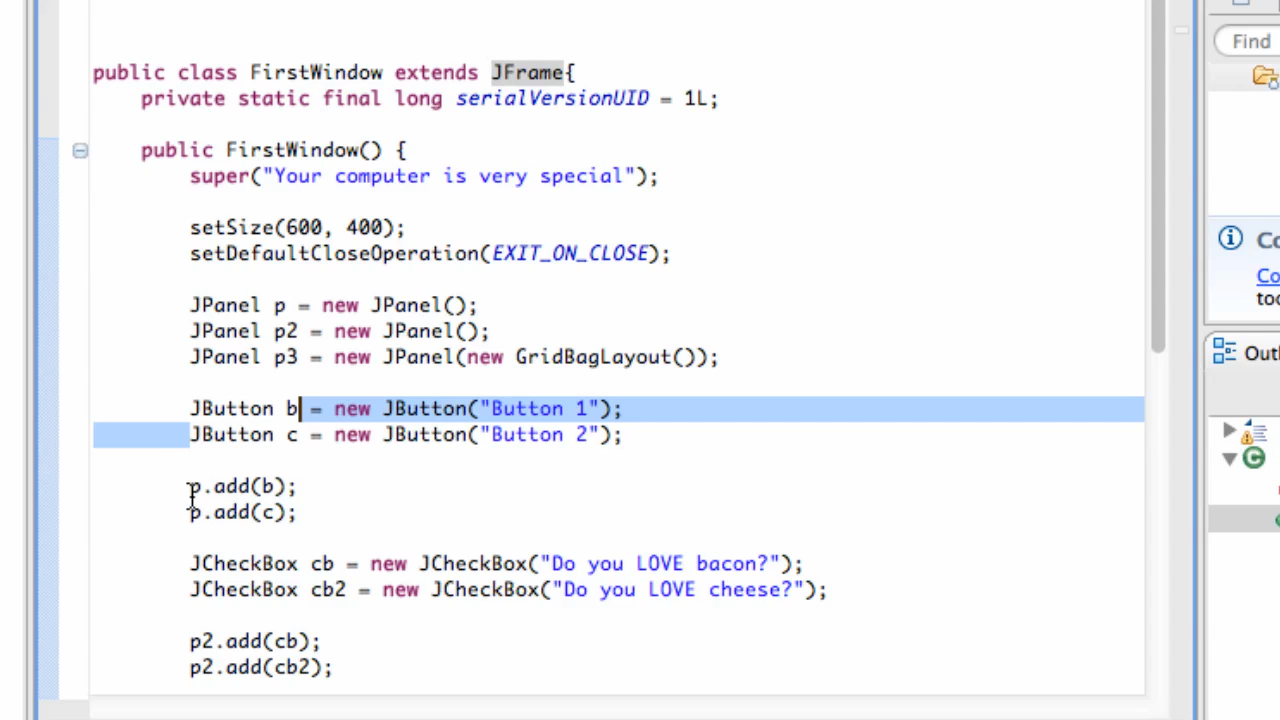 Find
public class FirstWindow extends JFrame{
private static final long serialVersionUID = 1L;
public FirstWindow() {
super("Your computer is very special");
setSize(600, 400);
setDefaultCloseOperation(EXIT_ON_CLOSE);
JPanel p = new JPanel();
JPanel p2 = new JPanel();
JPanel p3 = new JPanel(new GridBagLayout());
JButton b = new JButton("Button 1");
JButton c = new JButton("Button 2");
p.add(b);
p.add(c);
JCheckBox cb = new JCheckBox("Do you LOVE bacon?");
JCheckBox cb2 = new JCheckBox("Do you LOVE cheese?");
p2.add(cb);
p2.add(cb2);